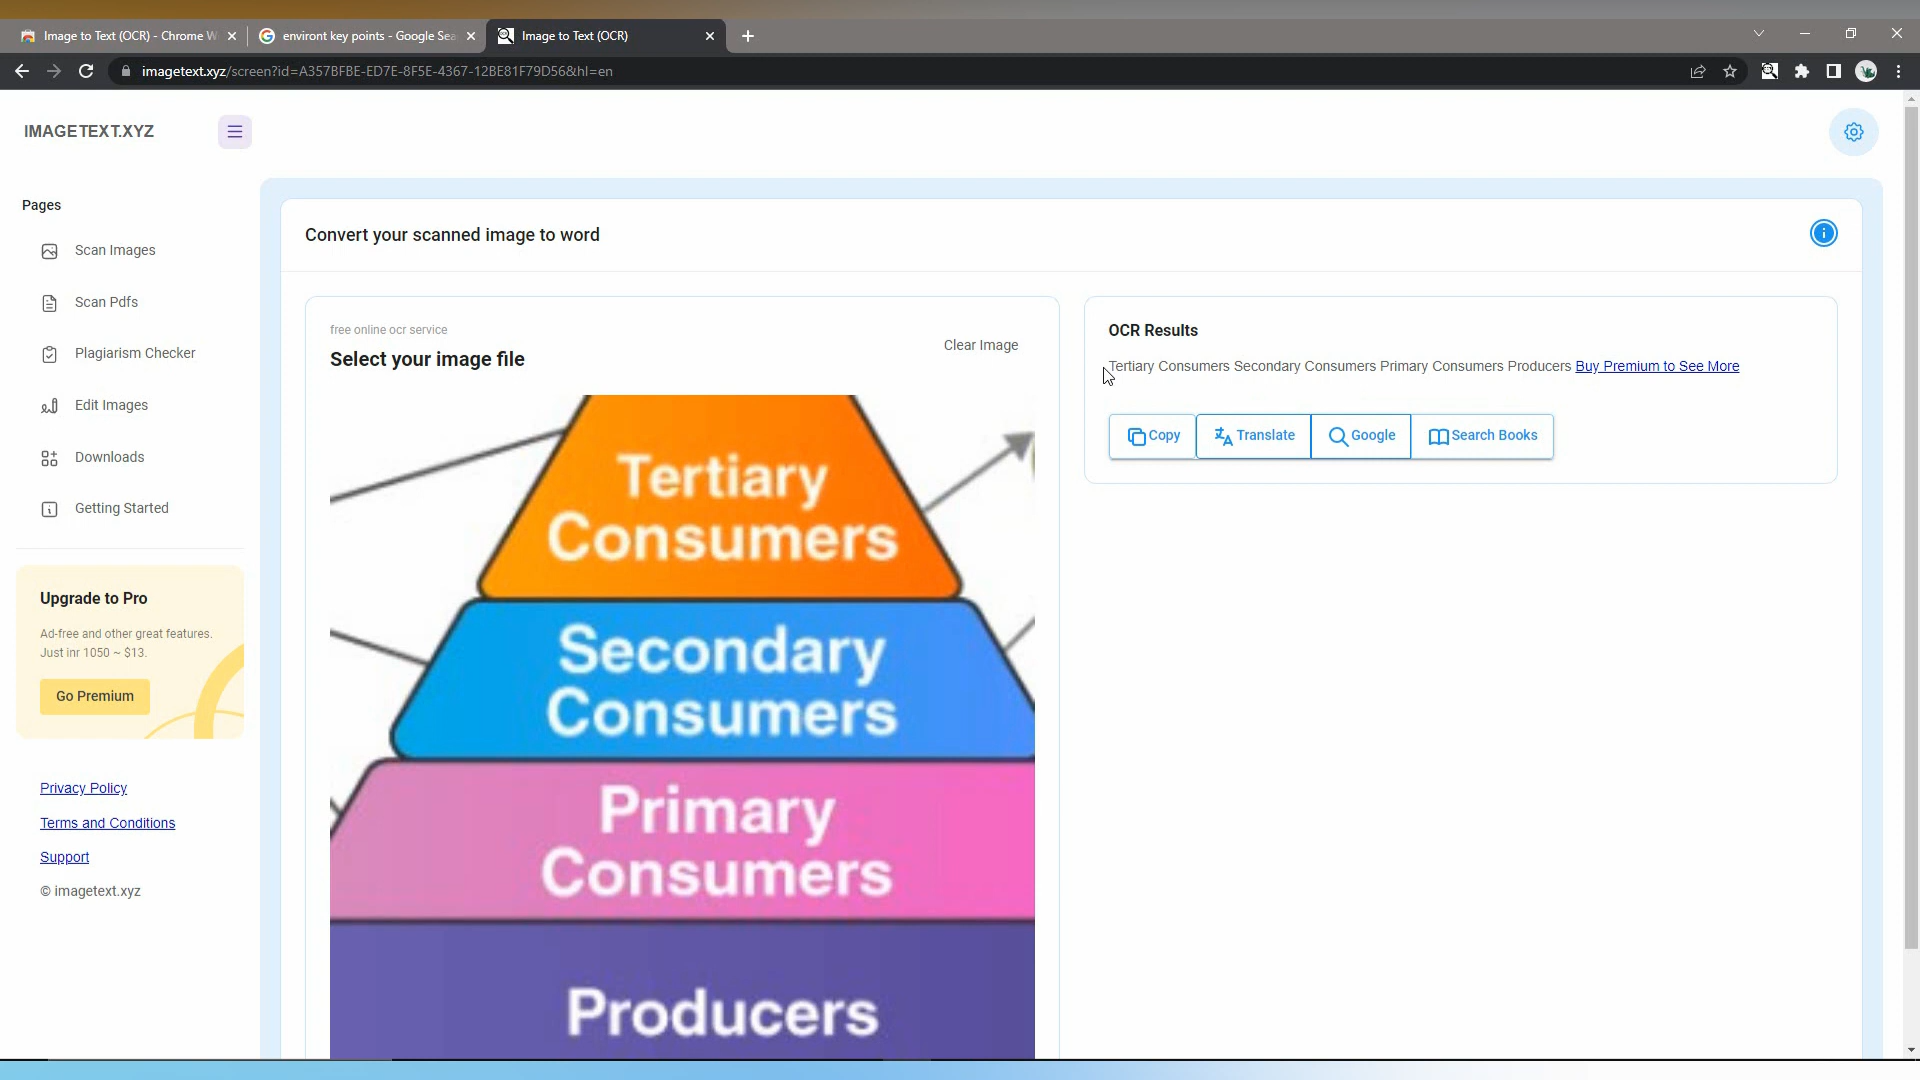 Image to Text (OCR) - Chrome W
environt key points - Google Sea
Image to Text (OCR)
imagetext.xyz/screen?id=A357BFBE-ED7E-8F5E-4367-12BE81F79D56&hl=en
IMAGETEXT.XYZ
Pages
Scan Images
Scan Pdfs
Plagiarism Checker
Edit Images
Downloads
Getting Started
Upgrade to Pro
Ad-free and other great features.
Just inr 1050 ~ $13.
Go Premium
Privacy Policy
Terms and Conditions
Support
© imagetext.xyz
Convert your scanned image to word
free online ocr service
Select your image file
Clear Image
Tertiary
Consumers
Secondary
Consumers
Primary
Consumers
Producers
OCR Results
Tertiary Consumers Secondary Consumers Primary Consumers Producers Buy Premium to See More
Copy
Translate
Google
Search Books